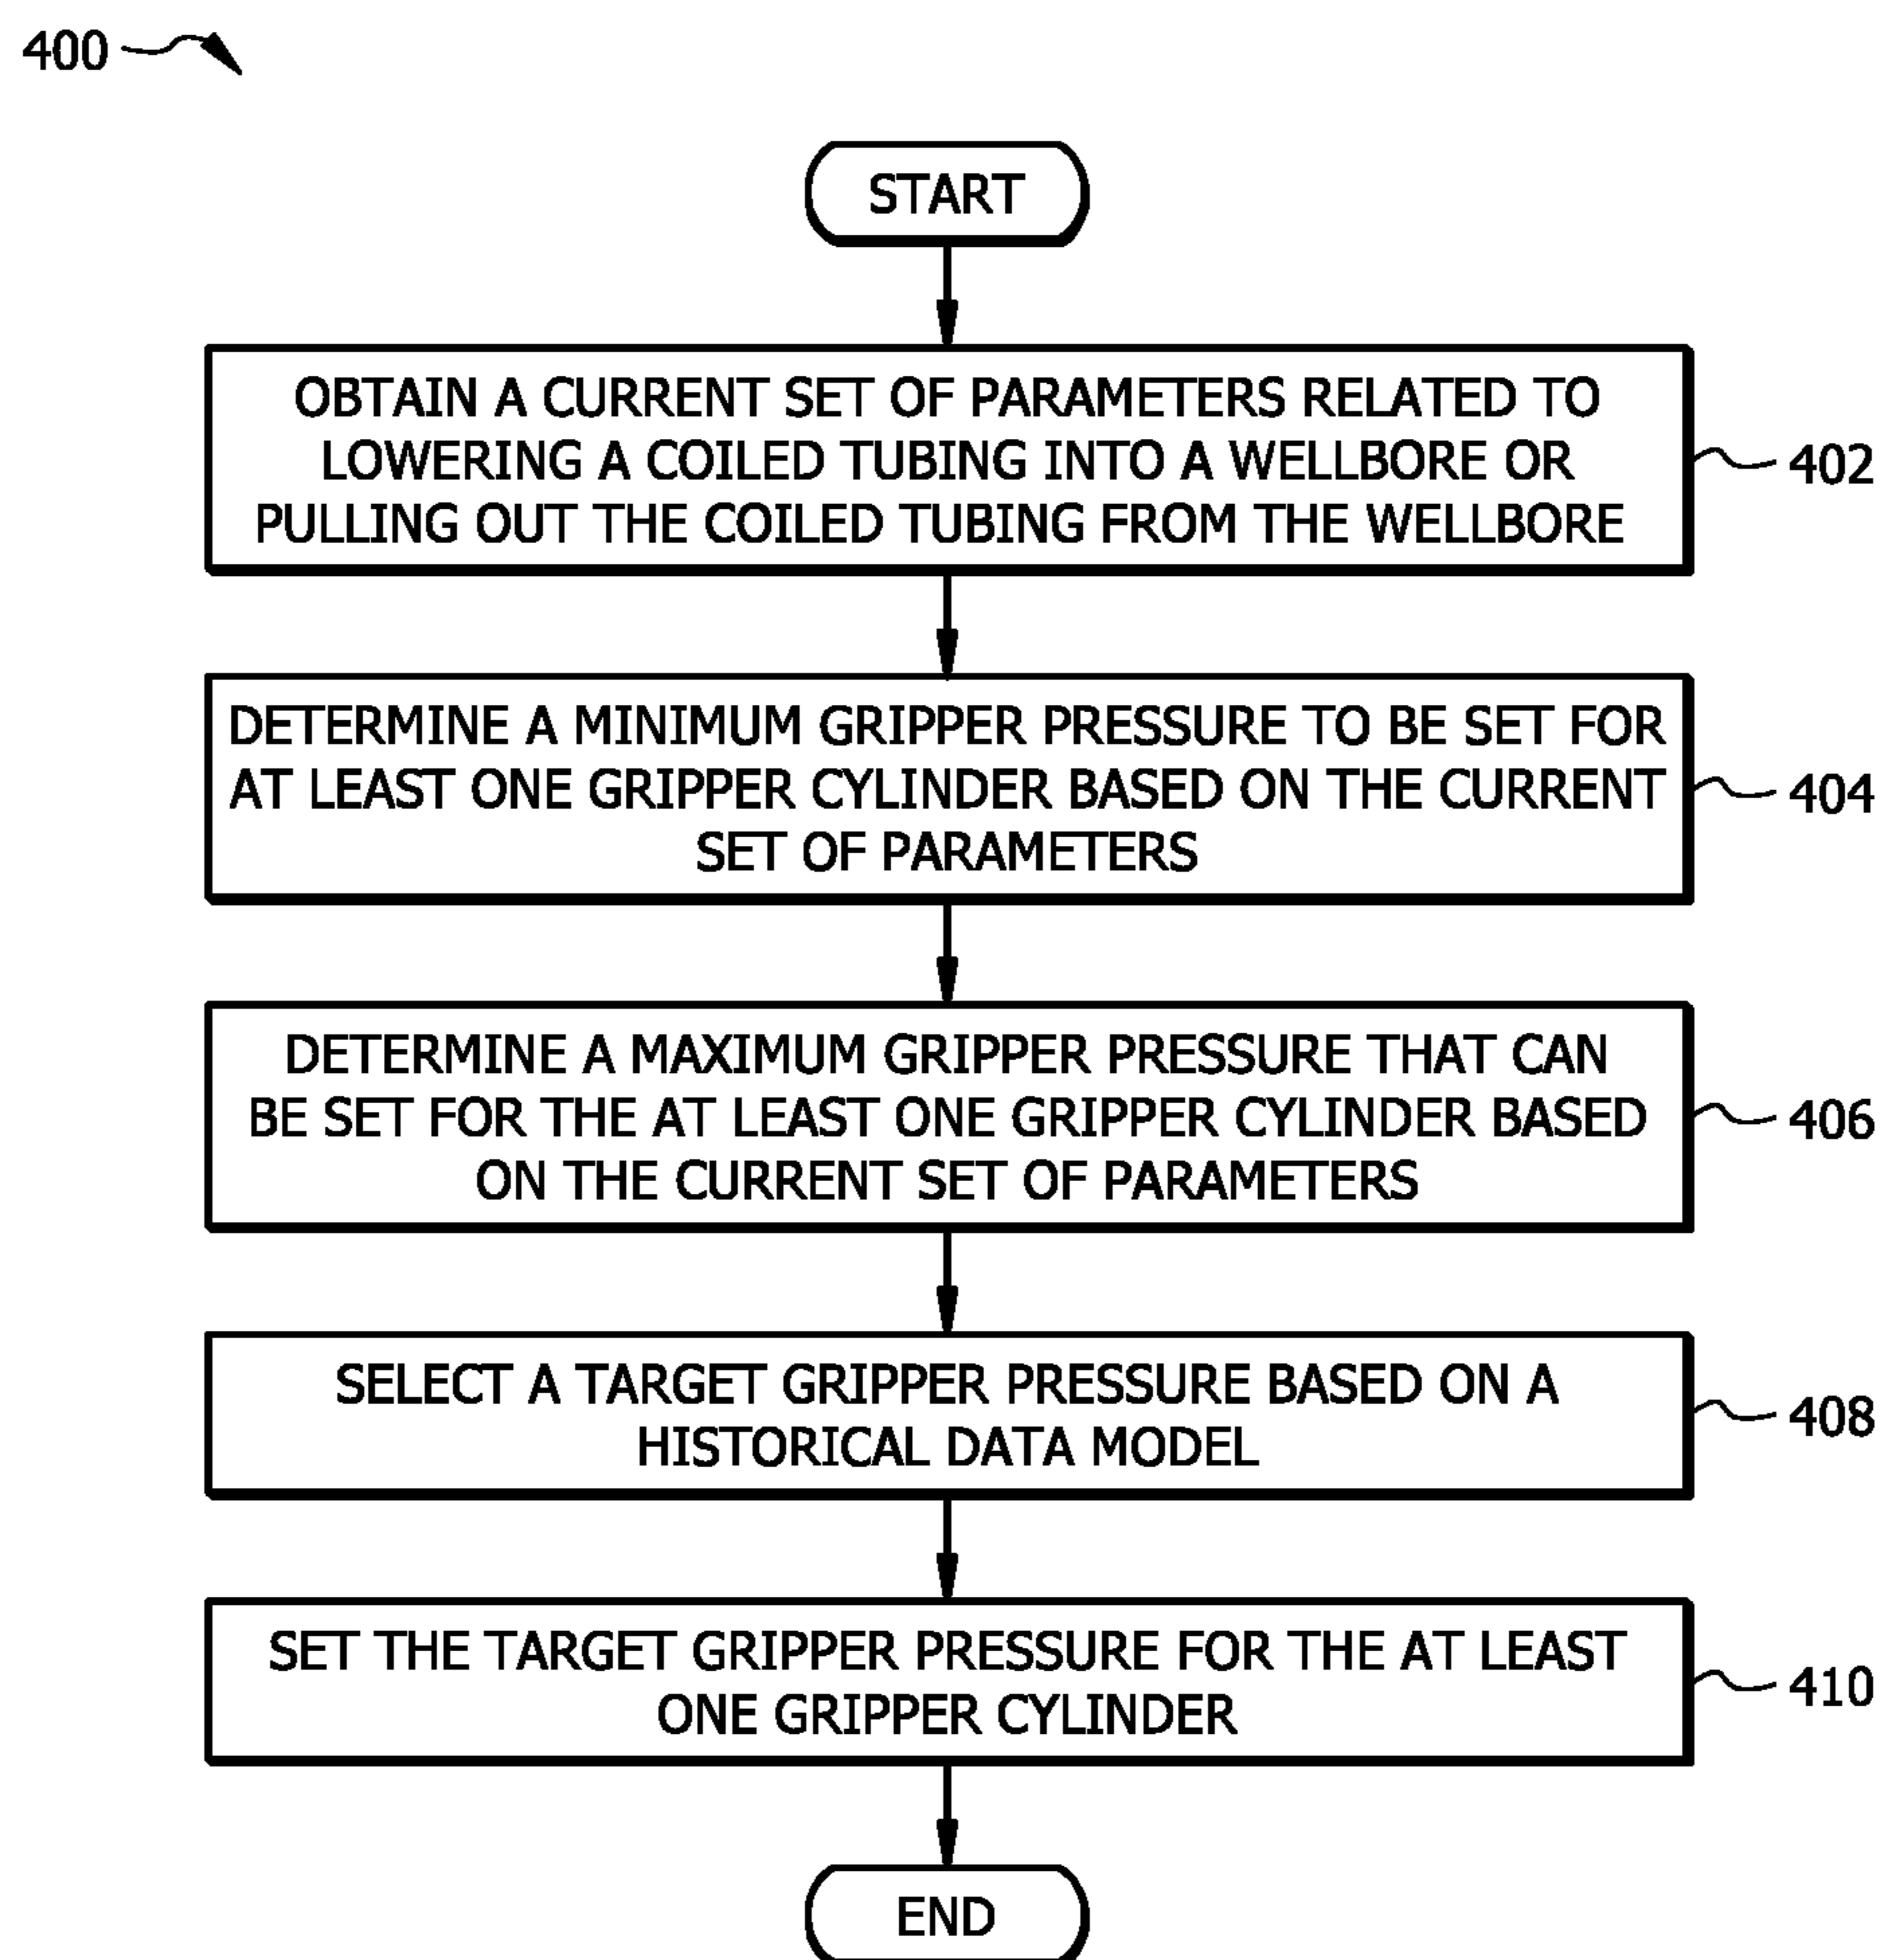 400
START
OBTAIN A CURRENT SET OF PARAMETERS RELATED TO
LOWERING A COILED TUBING INTO A WELLBORE OR
PULLING OUT THE COILED TUBING FROM THE WELLBORE
402
DETERMINE A MINIMUM GRIPPER PRESSURE TO BE SET FOR
AT LEAST ONE GRIPPER CYLINDER BASED ON THE CURRENT
SET OF PARAMETERS
404
DETERMINE A MAXIMUM GRIPPER PRESSURE THAT CAN
BE SET FOR THE AT LEAST ONE GRIPPER CYLINDER BASED
ON THE CURRENT SET OF PARAMETERS
406
SELECT A TARGET GRIPPER PRESSURE BASED ON A
HISTORICAL DATA MODEL
408
SET THE TARGET GRIPPER PRESSURE FOR THE AT LEAST
ONE GRIPPER CYLINDER
410
END